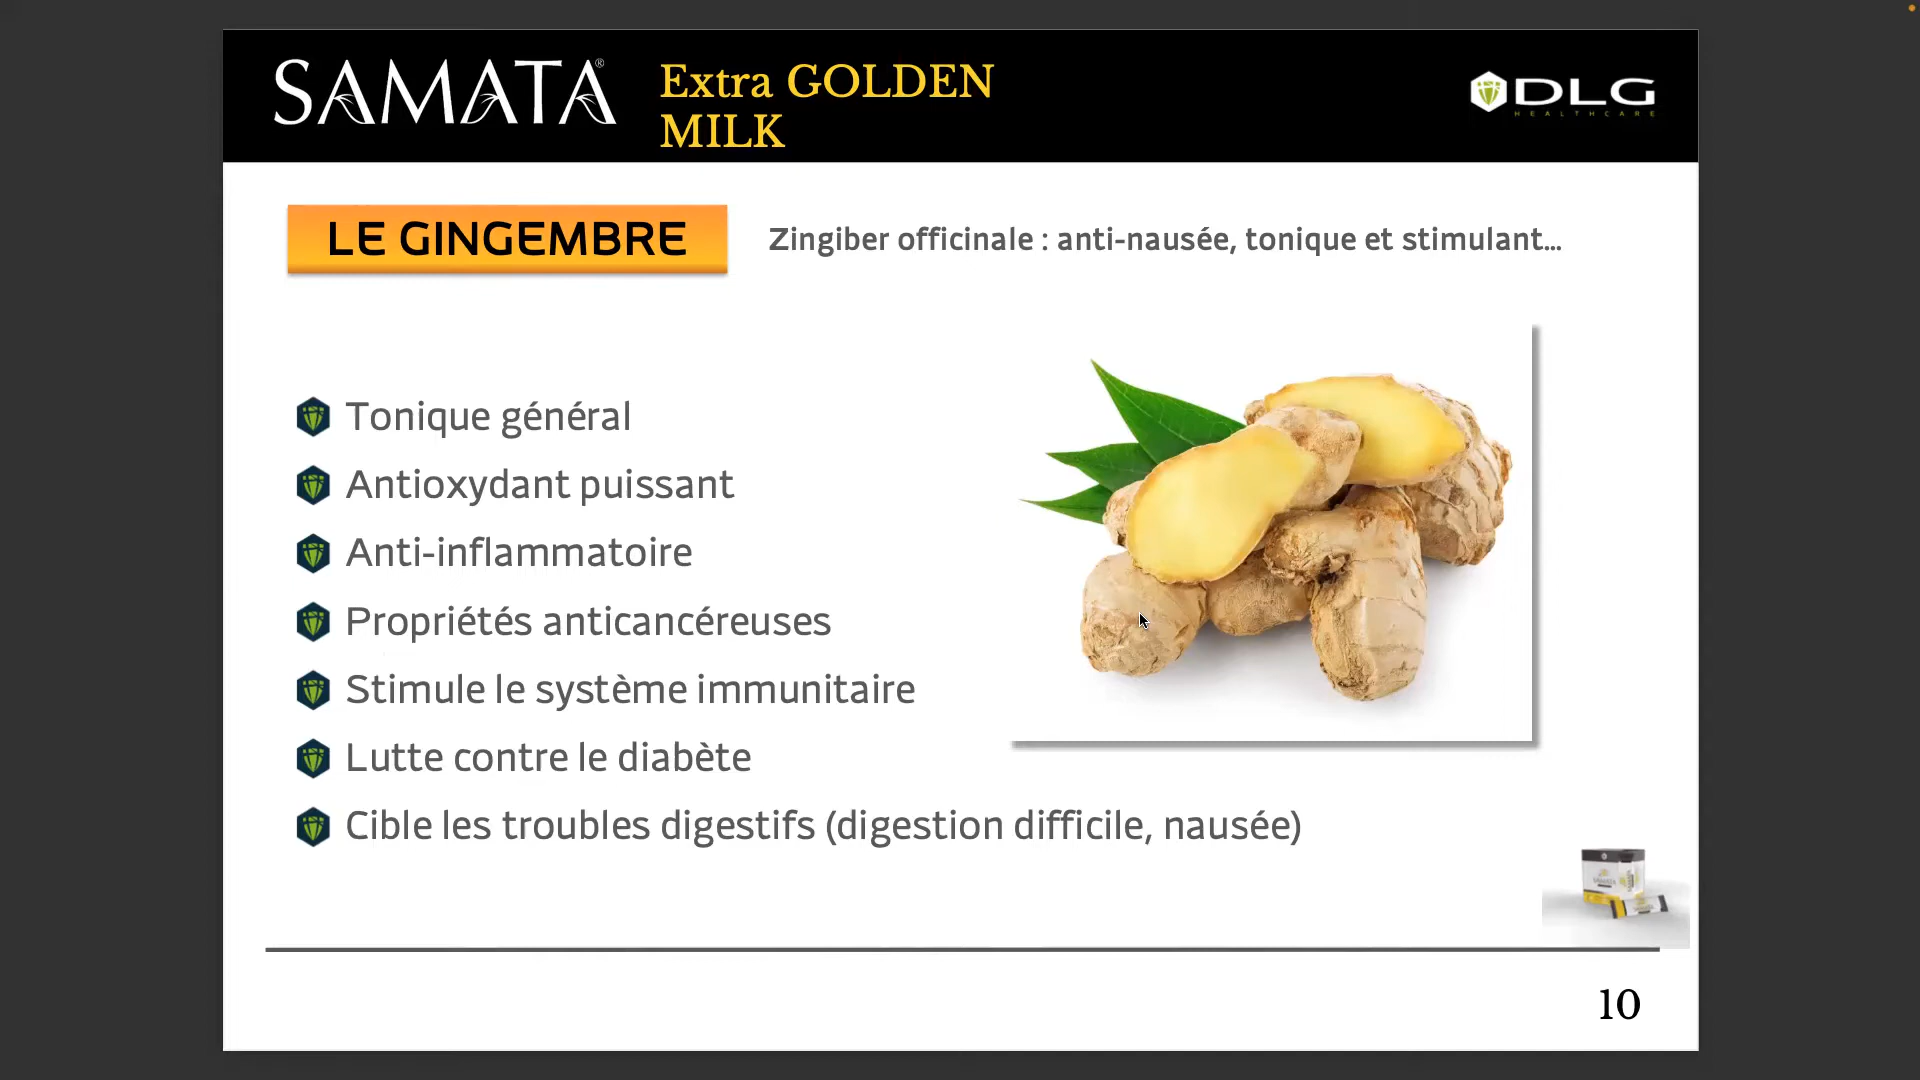 SAMATA®
Extra GOLDEN
MILK
DLG
HEALTHCARE
LE GINGEMBRE
Zingiber officinale : anti-nausée, tonique et stimulant...
Tonique général
Antioxydant puissant
Anti-inflammatoire
Propriétés anticancéreuses
Stimule le système immunitaire
Lutte contre le diabète
Cible les troubles digestifs (digestion difficile, nausée)
SAMATA
10